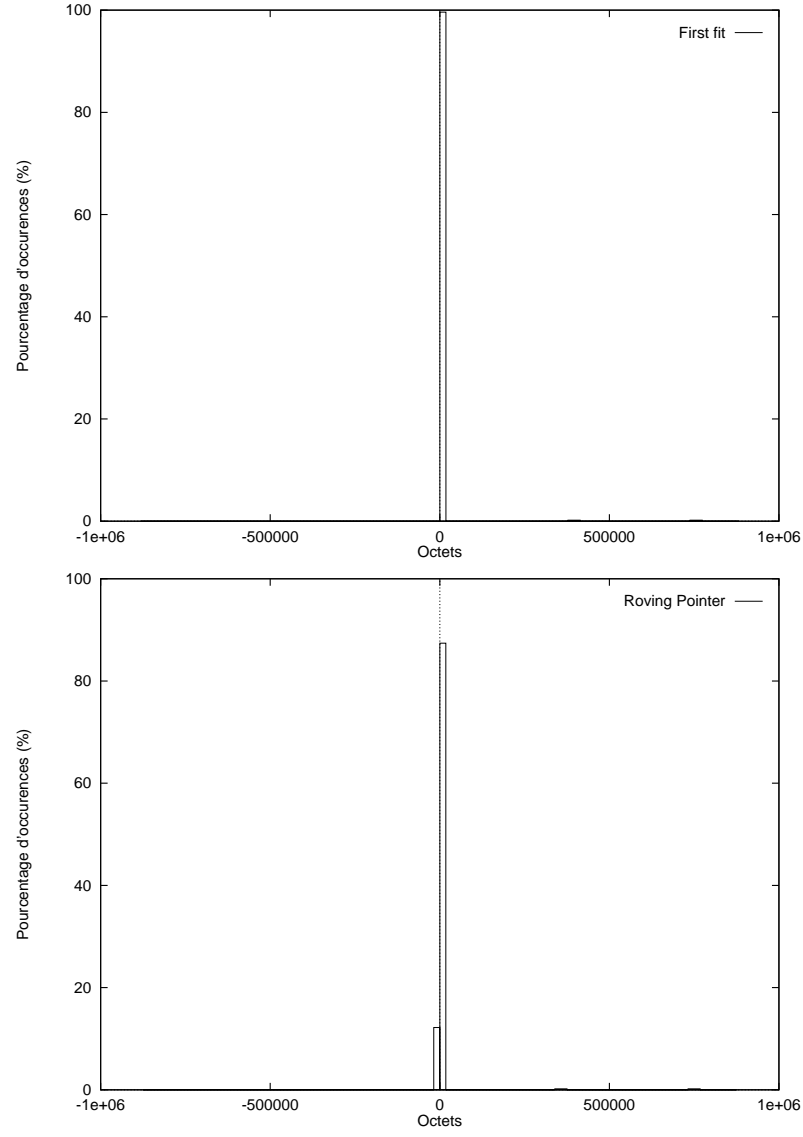 100
First fit
80
60
Pourcentage d'occurences (%)
40
20
0
-1e+06 -500000 0 500000 1e+06
Octets
100
Roving Pointer
80
60
Pourcentage d'occurences (%)
40
20
0
-1e+06 -500000 0 500000 1e+06
Octets